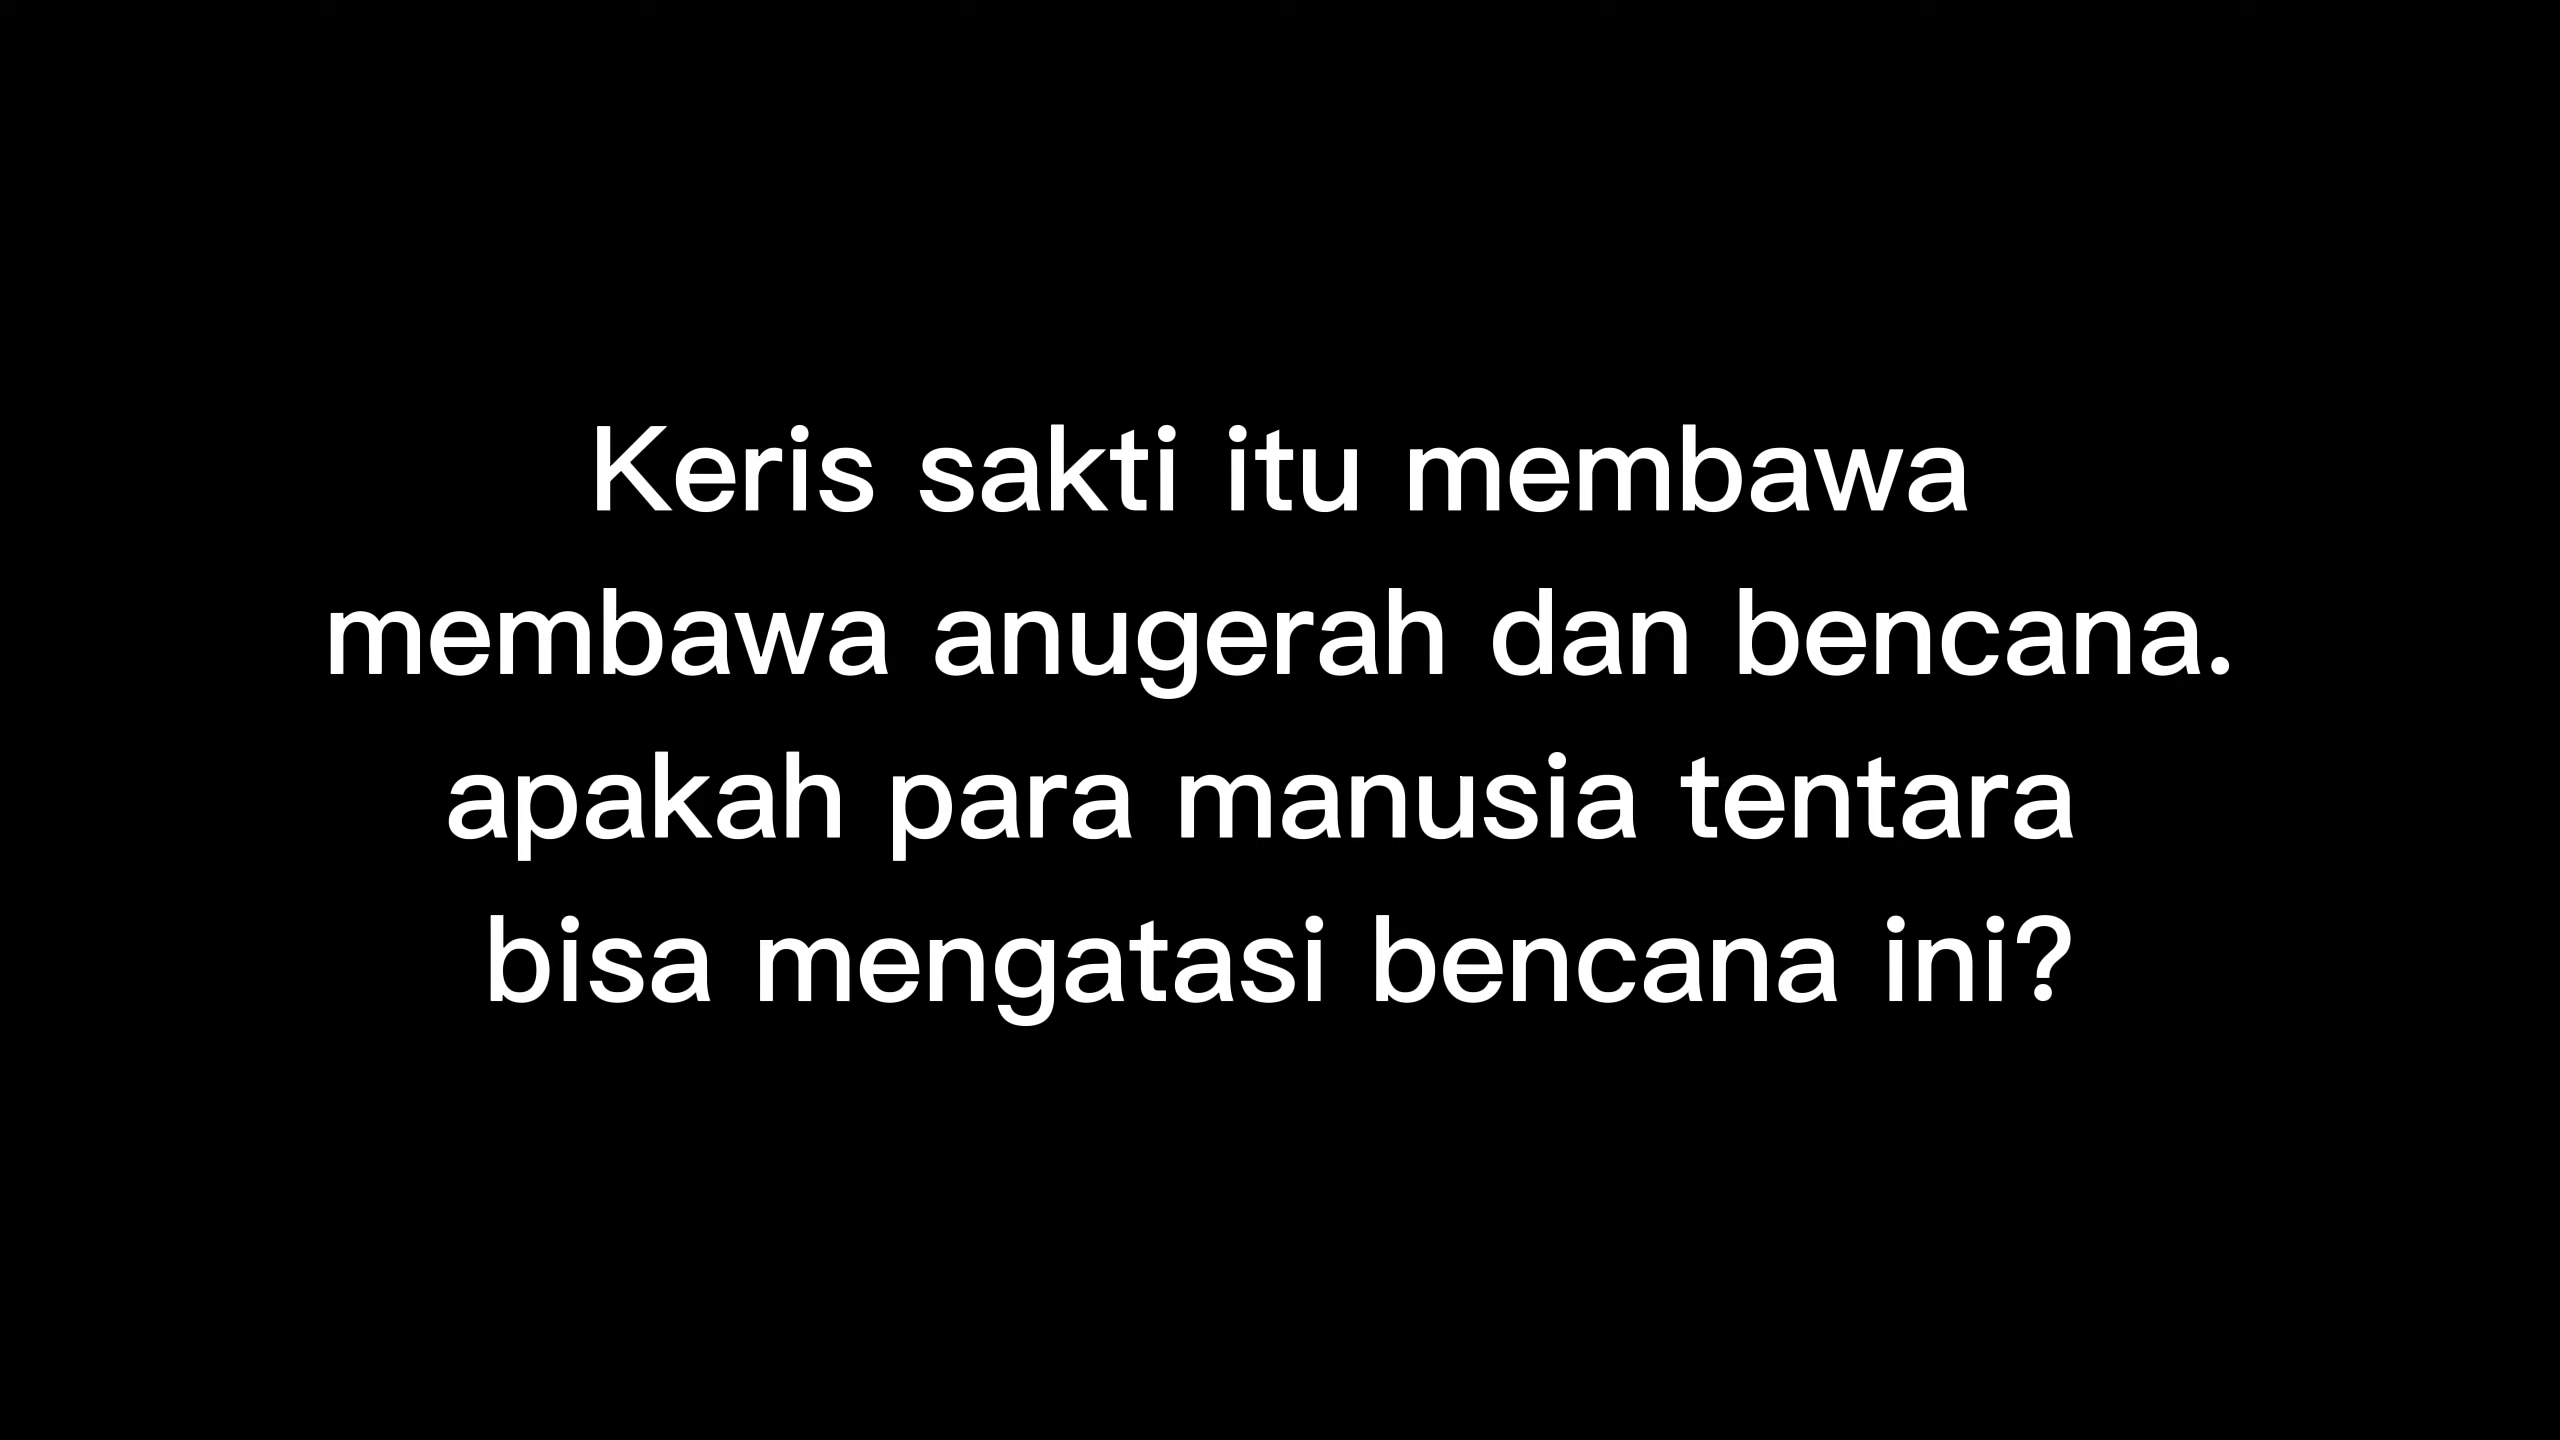 Keris sakti itu membawa
membawa anugerah dan bencana.
apakah para manusia tentara
bisa mengatasi bencana ini?